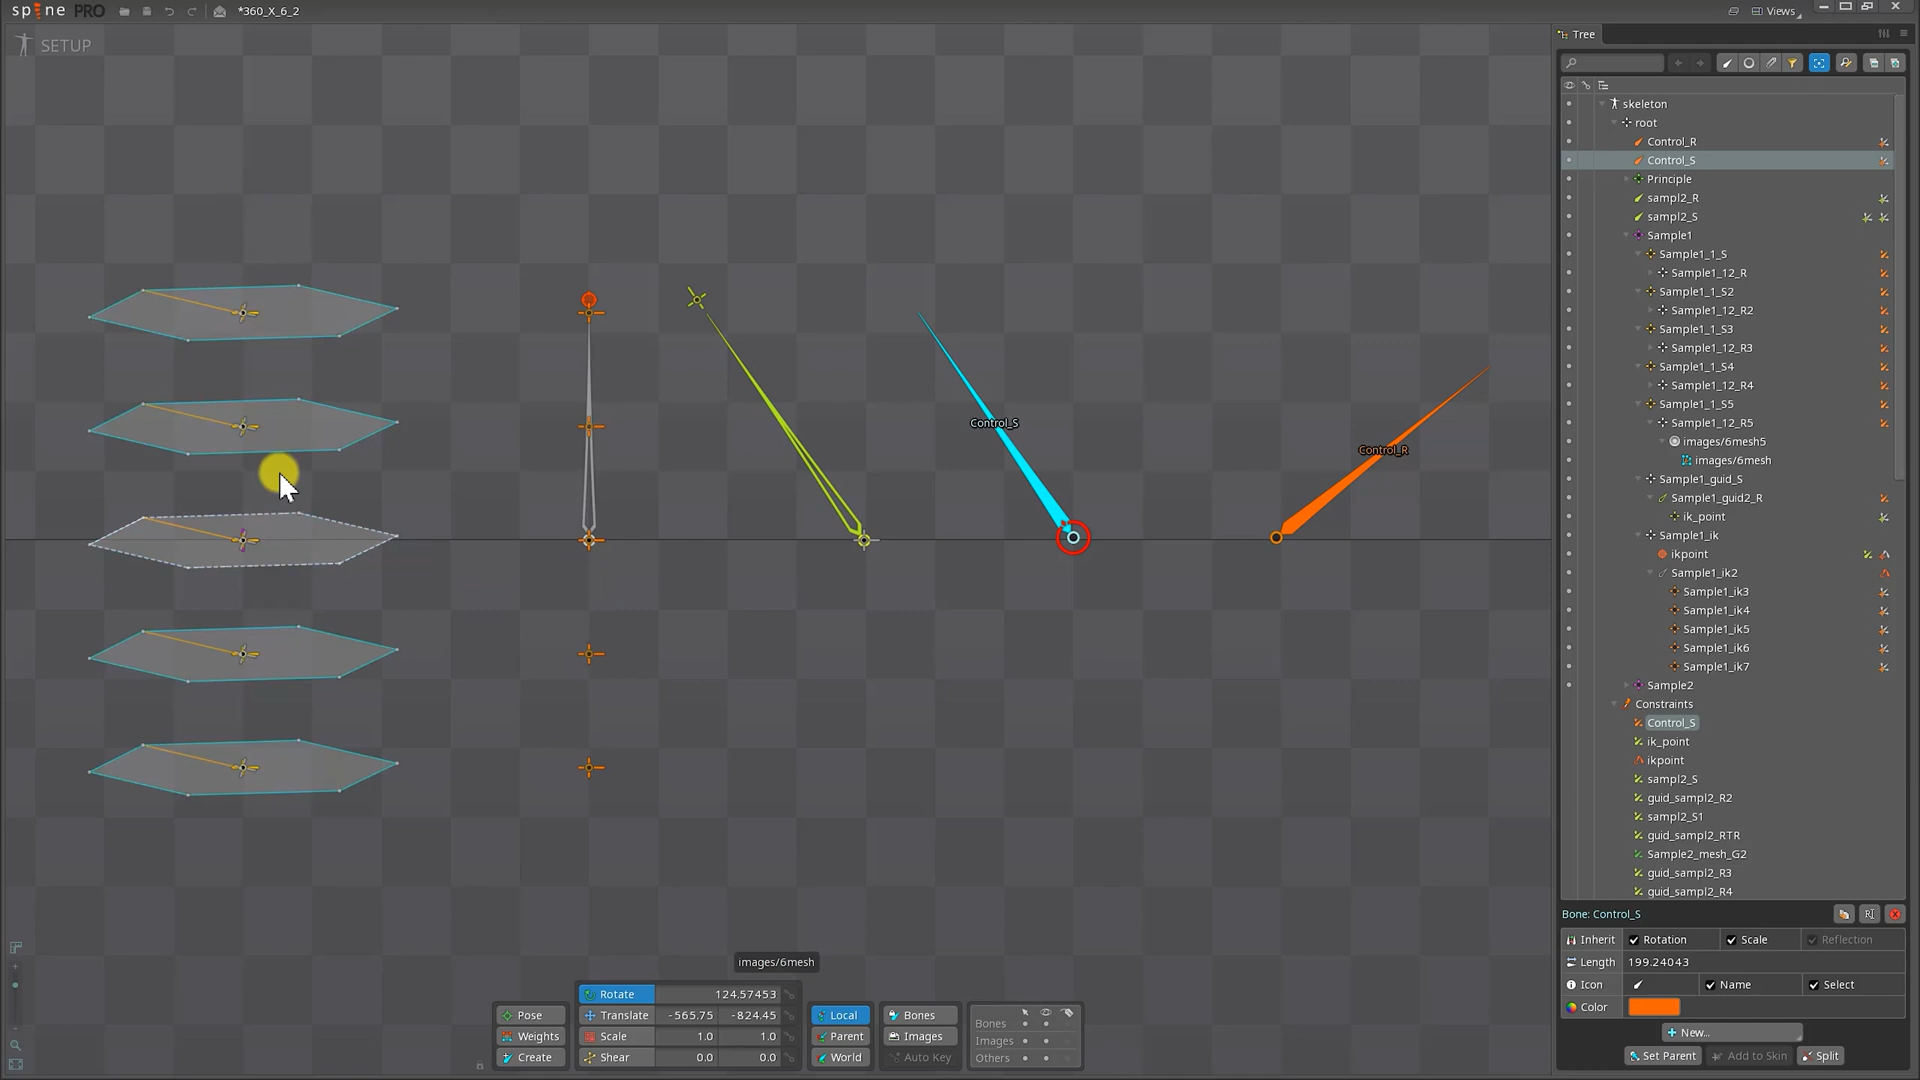 spine PRO
*360_X_6_2
Views
SETUP
Tree
skeleton
root
Control_R
Control_S
Principle
sampl2_R
sampl2_S
Sample1
Sample1_1_S
Sample1_12_R
Sample1_1_S2
Sample1_12_R2
Sample1_1_S3
Sample1_12_R3
Sample1_1_S4
Sample1_12_R4
Sample1_1_S5
Sample1_12_R5
images/6mesh5
images/6mesh
Sample1_guid_S
Sample1_guid2_R
ik_point
Sample1_ik
ikpoint
Sample1_ik2
Sample1_ik3
Sample1_ik4
Sample1_ik5
Sample1_ik6
Sample1_ik7
Sample2
Constraints
Control_S
ik_point
ikpoint
sampl2_S
guid_sampl2_R2
sampl2_S1
guid_sampl2_RTR
Sample2_mesh_G2
guid_sampl2_R3
guid_sampl2_R4
Control_S
Control_R
Bone: Control_S
Inherit Rotation Scale Reflection
Length 199.24043
Icon Name Select
Color
New...
Set Parent Add to Skin Split
images/6mesh
Pose
Weights
Create
Rotate 124.57453
Translate -565.75 -824.45
Scale 1.0 1.0
Shear 0.0 0.0
Local
Parent
World
Bones
Images
Auto Key
Bones
Images
Others